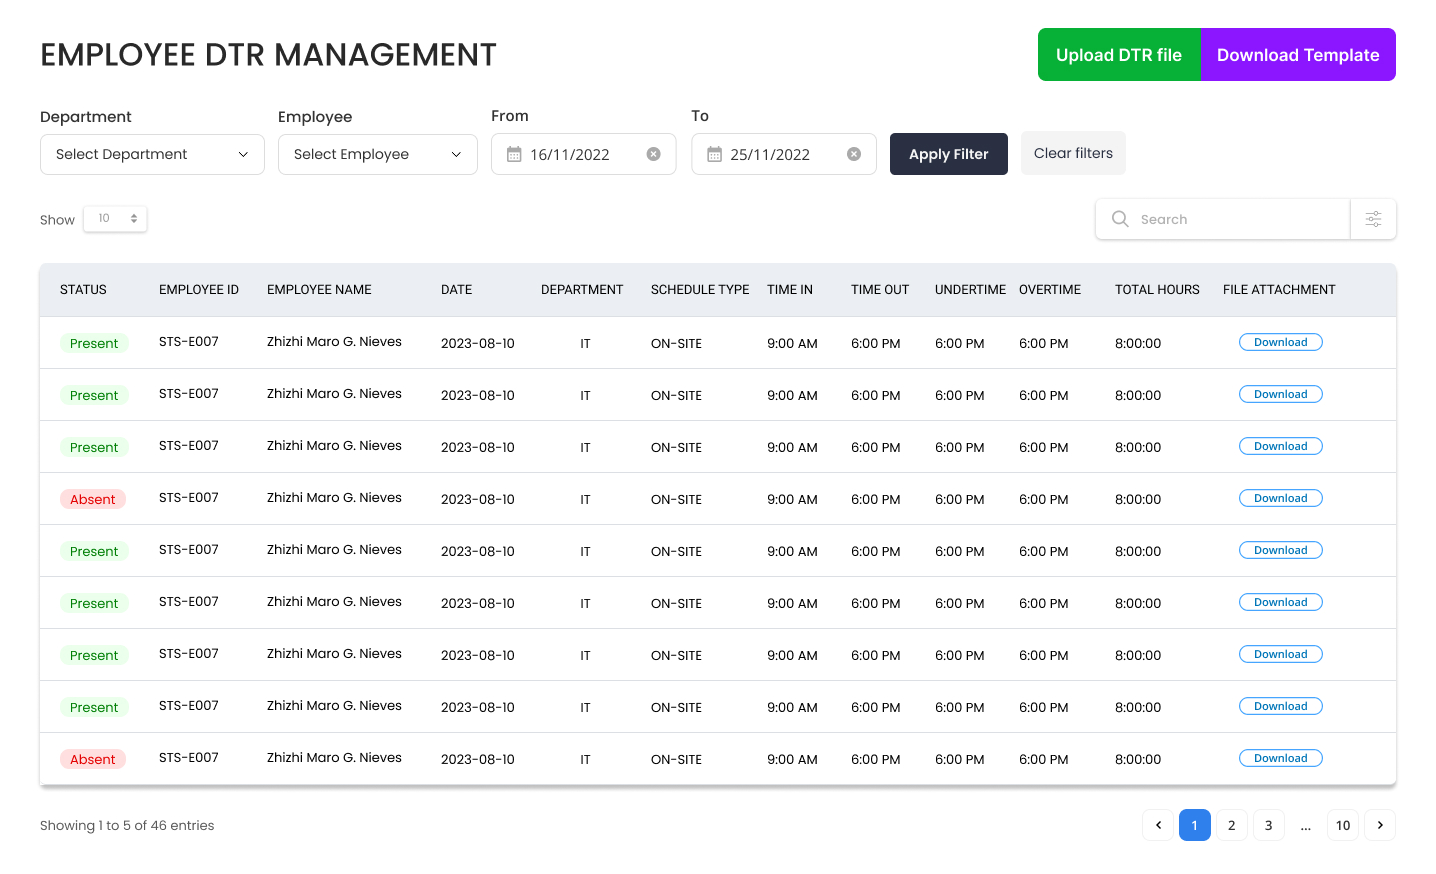 EMPLOYEE DTR MANAGEMENT
Upload DTR file Download Template
Department Employee From To
Select Department Select Employee 16/11/2022 25/11/2022 Apply Filter Clear filters
Show 10 Search
STATUS EMPLOYEE ID EMPLOYEE NAME DATE DEPARTMENT SCHEDULE TYPE TIME IN TIME OUT UNDERTIME OVERTIME TOTAL HOURS FILE ATTACHMENT
Present STS-E007 Zhizhi Maro G. Nieves 2023-08-10 IT ON-SITE 9:00 AM 6:00 PM 6:00 PM 6:00 PM 8:00:00 Download
Present STS-E007 Zhizhi Maro G. Nieves 2023-08-10 IT ON-SITE 9:00 AM 6:00 PM 6:00 PM 6:00 PM 8:00:00 Download
Present STS-E007 Zhizhi Maro G. Nieves 2023-08-10 IT ON-SITE 9:00 AM 6:00 PM 6:00 PM 6:00 PM 8:00:00 Download
Absent STS-E007 Zhizhi Maro G. Nieves 2023-08-10 IT ON-SITE 9:00 AM 6:00 PM 6:00 PM 6:00 PM 8:00:00 Download
Present STS-E007 Zhizhi Maro G. Nieves 2023-08-10 IT ON-SITE 9:00 AM 6:00 PM 6:00 PM 6:00 PM 8:00:00 Download
Present STS-E007 Zhizhi Maro G. Nieves 2023-08-10 IT ON-SITE 9:00 AM 6:00 PM 6:00 PM 6:00 PM 8:00:00 Download
Present STS-E007 Zhizhi Maro G. Nieves 2023-08-10 IT ON-SITE 9:00 AM 6:00 PM 6:00 PM 6:00 PM 8:00:00 Download
Present STS-E007 Zhizhi Maro G. Nieves 2023-08-10 IT ON-SITE 9:00 AM 6:00 PM 6:00 PM 6:00 PM 8:00:00 Download
Absent STS-E007 Zhizhi Maro G. Nieves 2023-08-10 IT ON-SITE 9:00 AM 6:00 PM 6:00 PM 6:00 PM 8:00:00 Download
Showing 1 to 5 of 46 entries 1 2 3 ... 10